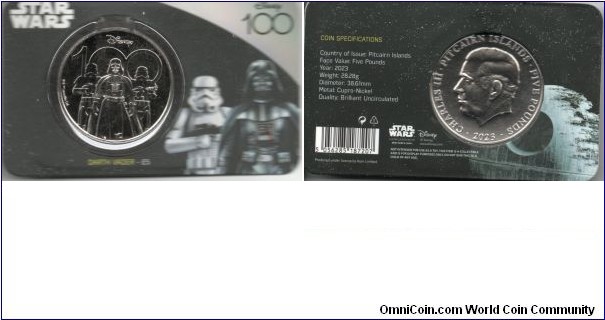 STAR
WARS
Disney
100
Disney
100
DARTH VADER £5
COIN SPECIFICATIONS
Country of Issue: Pitcairn Islands
Face Value: Five Pounds
Year: 2023
Weight: 28.28g
Diameter: 38.61mm
Metal: Cupro-Nickel
Quality: Brilliant Uncirculated
CHARLES III · PITCAIRN ISLANDS · FIVE POUNDS
· 2023 ·
STAR
WARS
Disney
OmniCoin.com World Coin Community